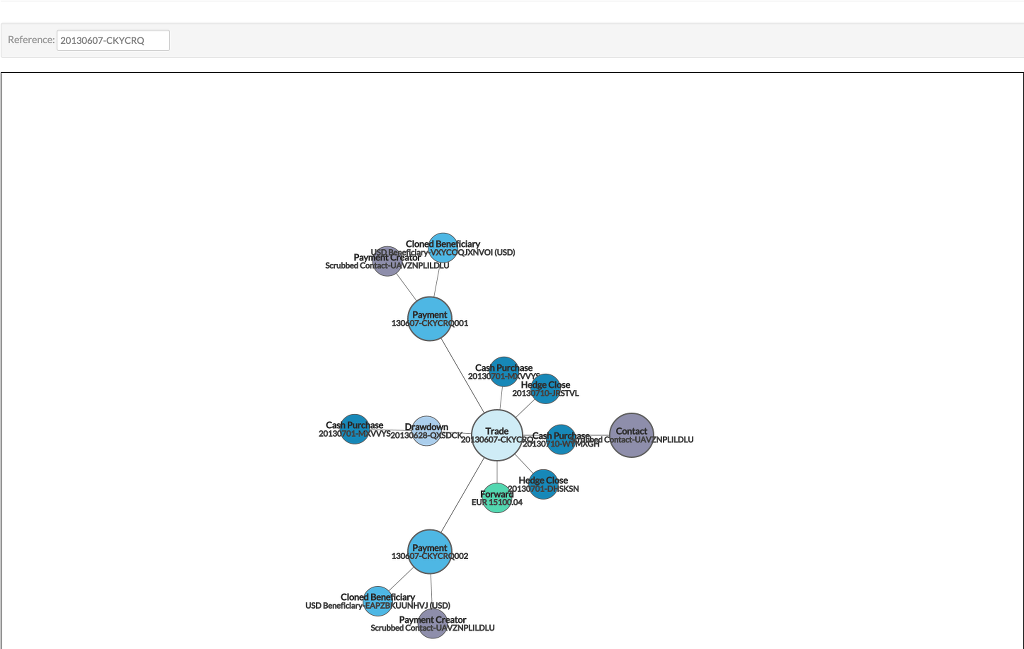 Reference: 20130607-CKYCRQ
Cloned Beneficiary
USD Beneficiary-VXYCOQJXNVOI (USD)
Payment Creator
Scrubbed Contact-UAVZNPLILDLU
Payment
130607-CKYCRQ001
Cash Purchase
20130701-MXVVYS
Hedge Close
20130710-JRSTVL
Cash Purchase
20130701-MXVVYS
Drawdown
20130628-QXSDCK
Trade
20130607-CKYCRQ
Cash Purchase
20130710-WYMXGH
Contact
Scrubbed Contact-UAVZNPLILDLU
Hedge Close
20130701-DHSKSN
Forward
EUR 15100.04
Payment
130607-CKYCRQ002
Cloned Beneficiary
USD Beneficiary-EAPZBKUUNHVJ (USD)
Payment Creator
Scrubbed Contact-UAVZNPLILDLU